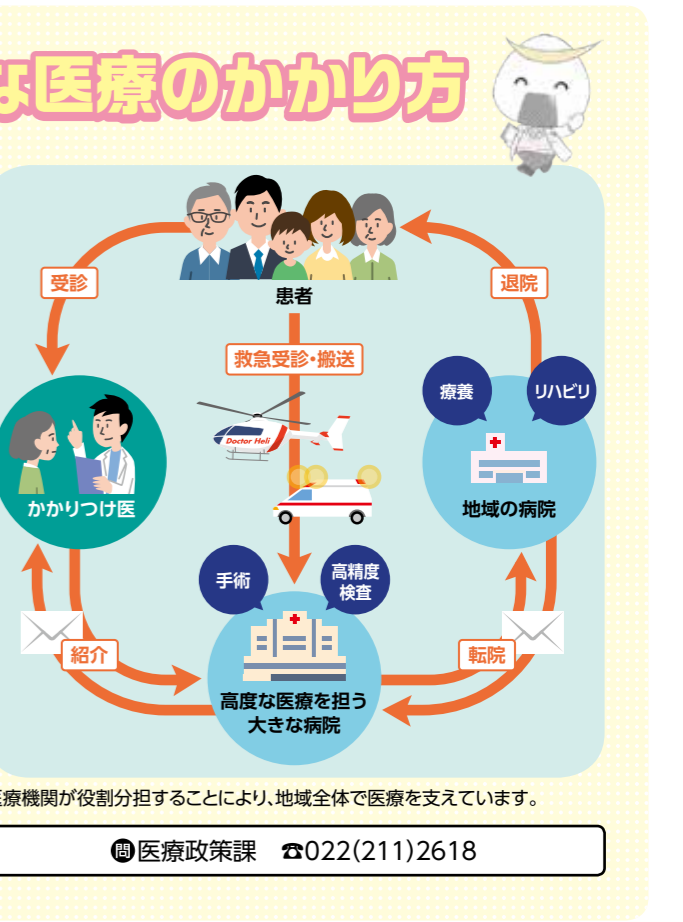 な医療のかかり方
患者
受診
退院
救急受診・搬送
療養
リハビリ
Doctor Heli
かかりつけ医
地域の病院
手術
高精度
検査
紹介
転院
高度な医療を担う
大きな病院
療機関が役割分担することにより、地域全体で医療を支えています。
問医療政策課 ☎022(211)2618